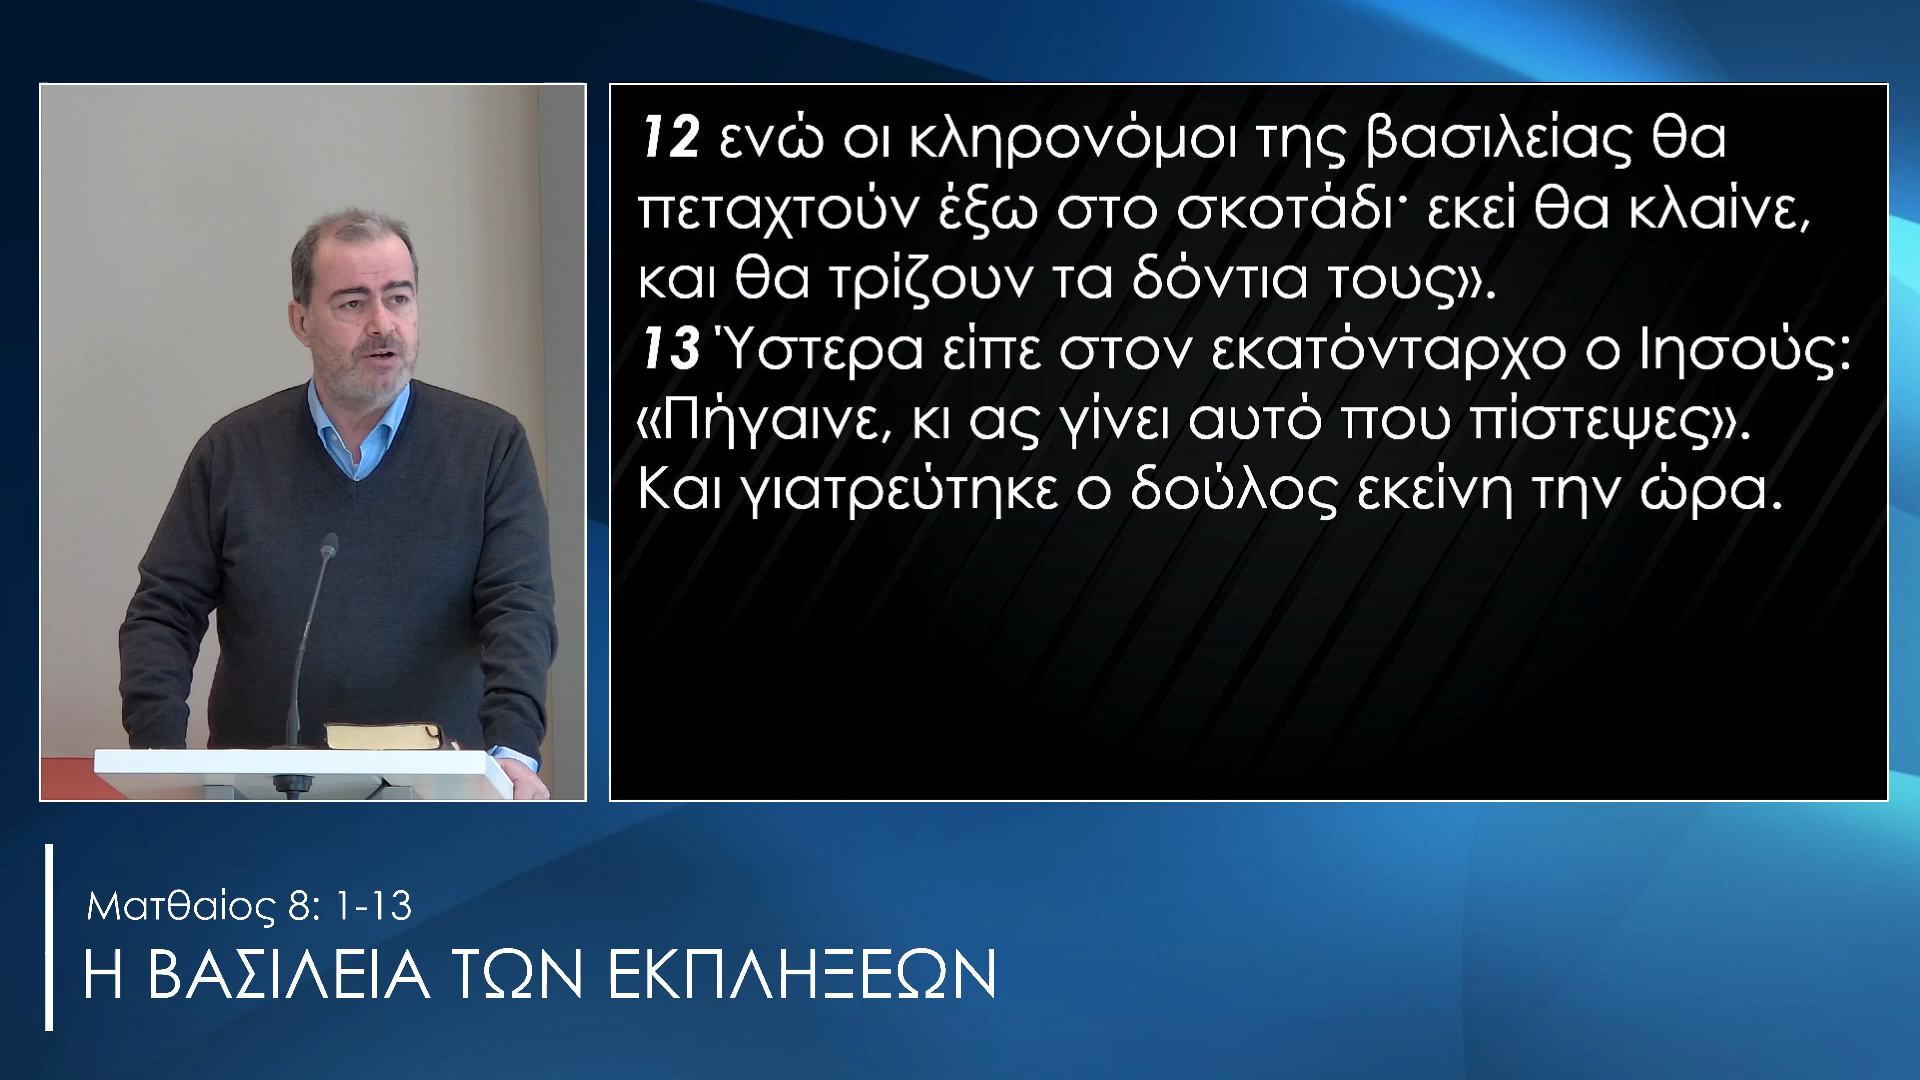 12 ενώ οι κληρονόμοι της βασιλείας θα
πεταχτούν έξω στο σκοτάδι· εκεί θα κλαίνε,
και θα τρίζουν τα δόντια τους».
13 Ύστερα είπε στον εκατόνταρχο ο Ιησούς:
«Πήγαινε, κι ας γίνει αυτό που πίστεψες».
Και γιατρεύτηκε ο δούλος εκείνη την ώρα.
Ματθαίος 8: 1-13
Η ΒΑΣΙΛΕΙΑ ΤΩΝ ΕΚΠΛΗΞΕΩΝ